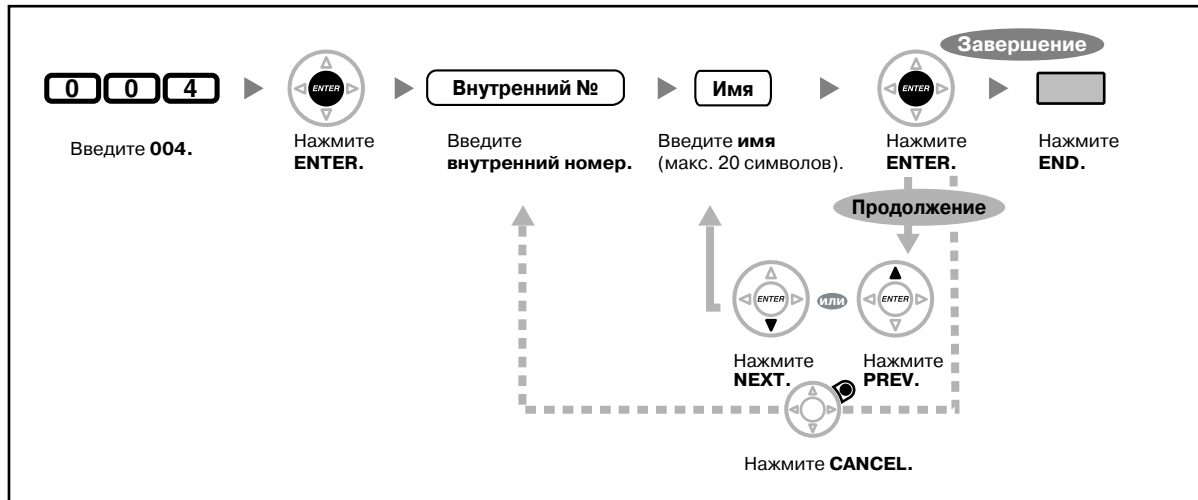 Завершение
0 0 4
ENTER
Внутренний №
Имя
ENTER
Введите 004.
Нажмите
ENTER.
Введите
внутренний номер.
Введите имя
(макс. 20 символов).
Нажмите
ENTER.
Нажмите
END.
Продолжение
ENTER
или
ENTER
Нажмите
NEXT.
Нажмите
PREV.
Нажмите CANCEL.